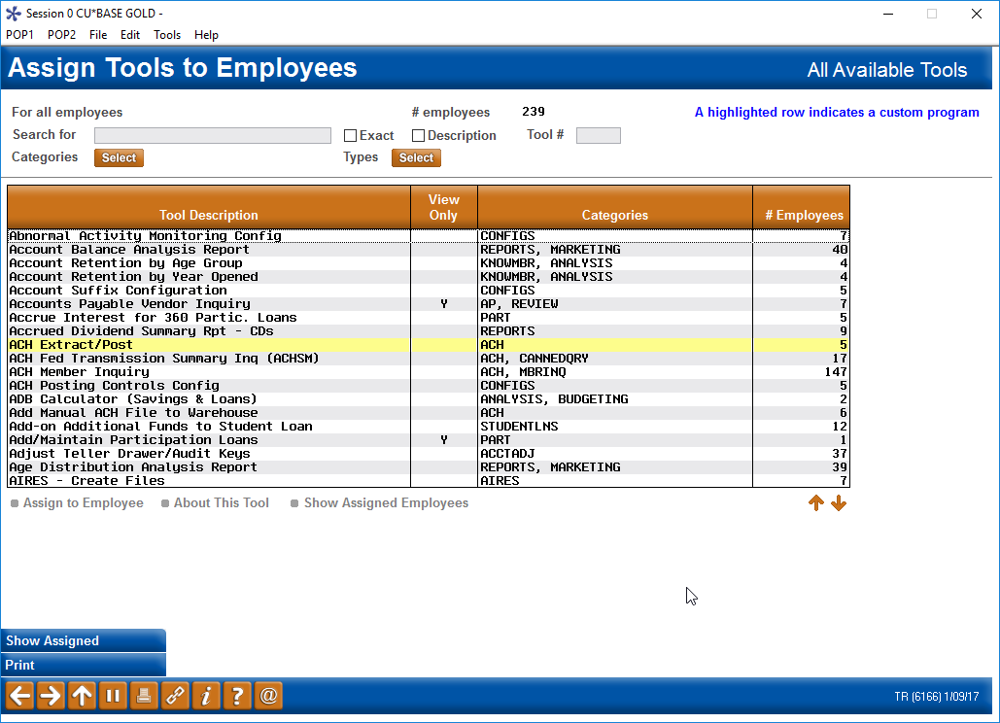 Session 0 CU*BASE GOLD -
POP1 POP2 File Edit Tools Help
Assign Tools to Employees All Available Tools
For all employees # employees 239 A highlighted row indicates a custom program
Search for Exact Description Tool #
Categories Select Types Select
Tool Description View Only Categories # Employees
Abnormal Activity Monitoring Config CONFIGS 7
Account Balance Analysis Report REPORTS, MARKETING 40
Account Retention by Age Group KNOWMBR, ANALYSIS 4
Account Retention by Year Opened KNOWMBR, ANALYSIS 4
Account Suffix Configuration CONFIGS 5
Accounts Payable Vendor Inquiry Y AP, REVIEW 7
Accrue Interest for 360 Partic. Loans PART 5
Accrued Dividend Summary Rpt - CDs REPORTS 9
ACH Extract/Post ACH 5
ACH Fed Transmission Summary Inq (ACHSM) ACH, CANNEDQRY 17
ACH Member Inquiry ACH, MBRINQ 147
ACH Posting Controls Config CONFIGS 5
ADB Calculator (Savings & Loans) ANALYSIS, BUDGETING 2
Add Manual ACH File to Warehouse ACH 6
Add-on Additional Funds to Student Loan STUDENTLNS 12
Add/Maintain Participation Loans Y PART 1
Adjust Teller Drawer/Audit Keys ACCTADJ 37
Age Distribution Analysis Report REPORTS, MARKETING 39
AIRES - Create Files AIRES 7
Assign to Employee About This Tool Show Assigned Employees
Show Assigned
Print
i ? @ TR (6166) 1/09/17